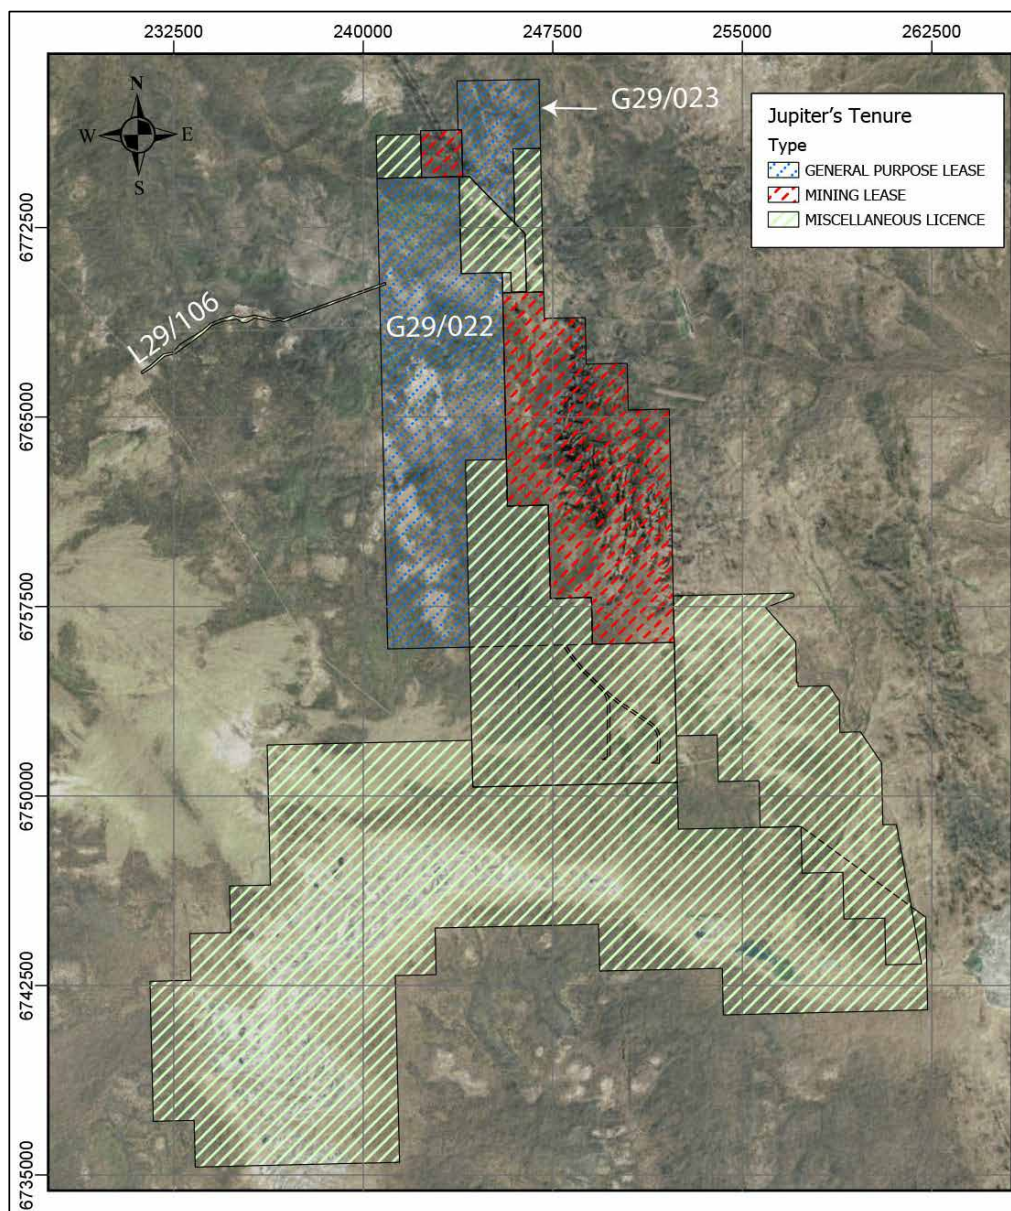 232500 240000 247500 255000 262500
N
W E
S
G29/023
Jupiter's Tenure
Type
GENERAL PURPOSE LEASE
MINING LEASE
MISCELLANEOUS LICENCE
6772500
L29/106
G29/022
6765000
6757500
6750000
6742500
6735000